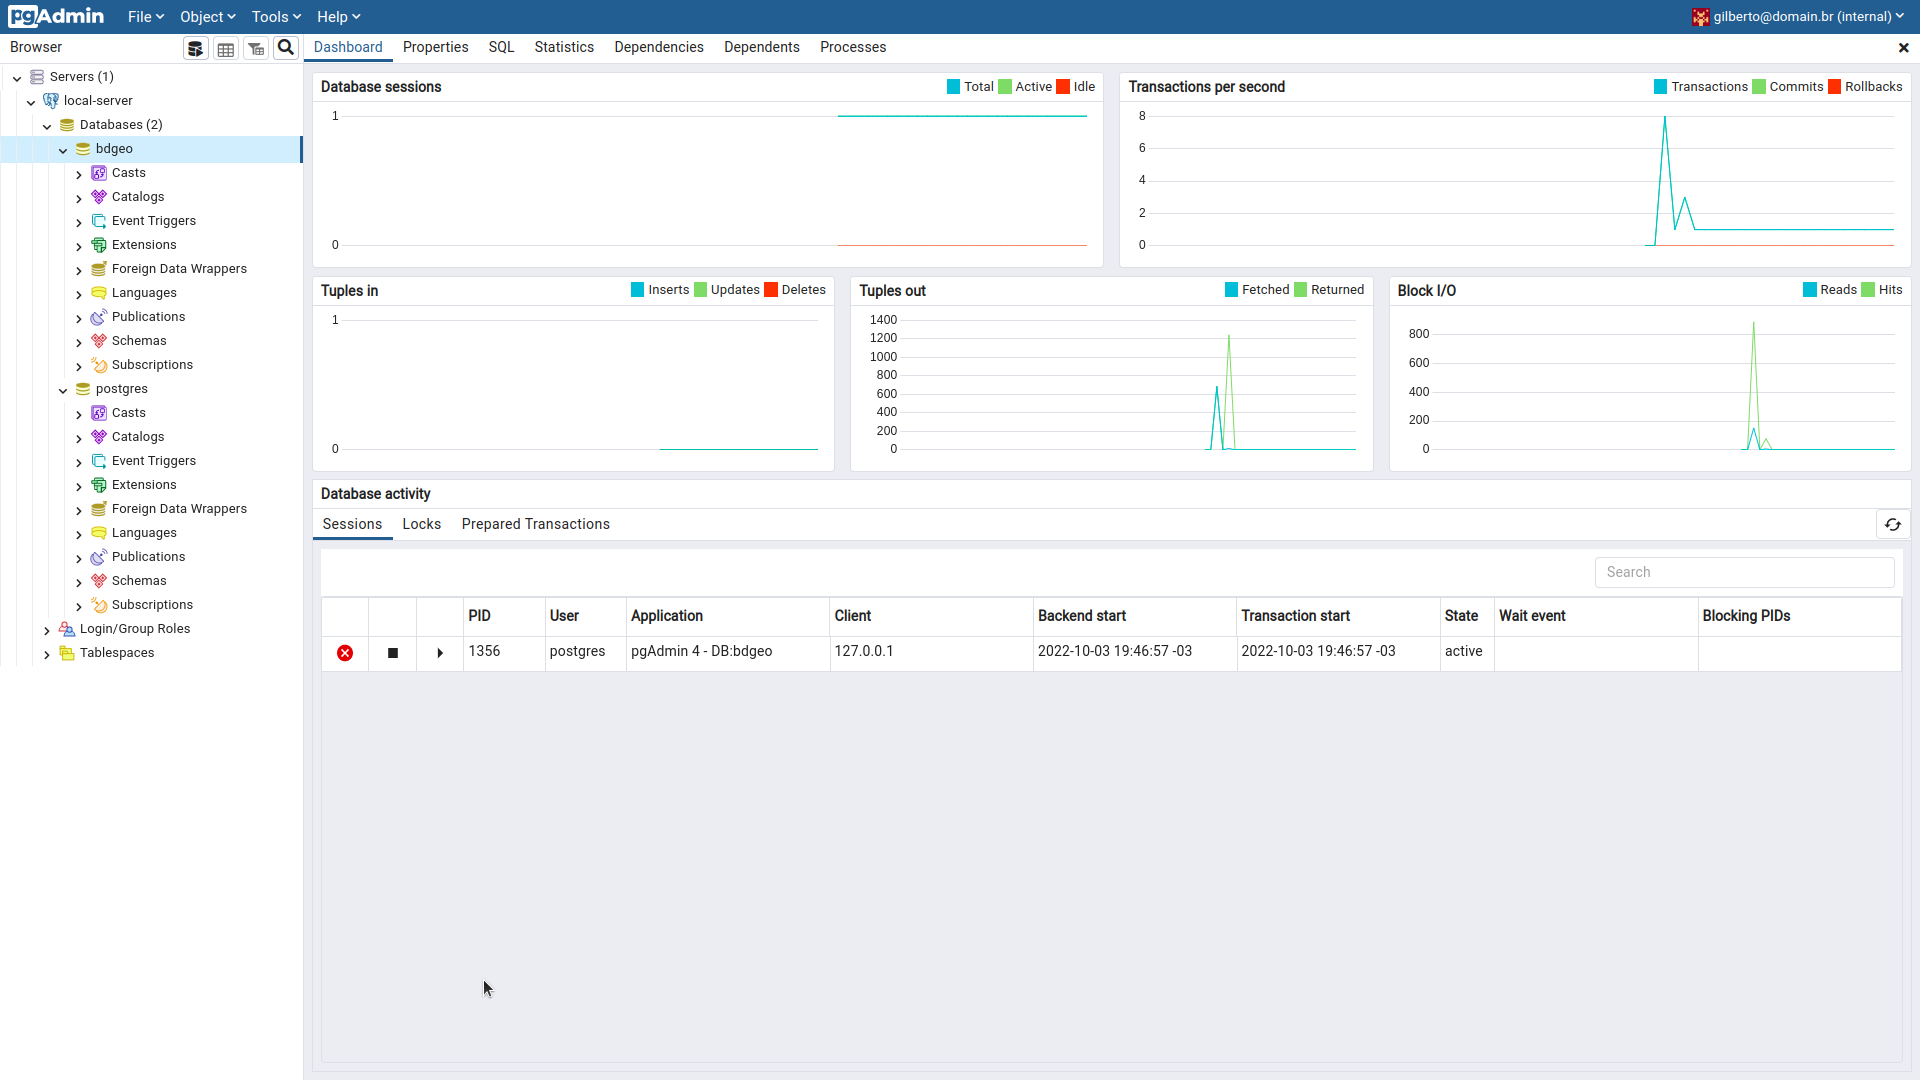 pgAdmin File Object Tools Help gilberto@domain.br (internal)
Browser Dashboard Properties SQL Statistics Dependencies Dependents Processes
Servers (1)
local-server
Databases (2)
bdgeo
Casts
Catalogs
Event Triggers
Extensions
Foreign Data Wrappers
Languages
Publications
Schemas
Subscriptions
postgres
Casts
Catalogs
Event Triggers
Extensions
Foreign Data Wrappers
Languages
Publications
Schemas
Subscriptions
Login/Group Roles
Tablespaces
Database sessions Total Active Idle
1
0
Transactions per second Transactions Commits Rollbacks
8
6
4
2
0
Tuples in Inserts Updates Deletes
1
0
Tuples out Fetched Returned
1400
1200
1000
800
600
400
200
0
Block I/O Reads Hits
800
600
400
200
0
Database activity
Sessions Locks Prepared Transactions
Search
PID User Application Client Backend start Transaction start State Wait event Blocking PIDs
1356 postgres pgAdmin 4 - DB:bdgeo 127.0.0.1 2022-10-03 19:46:57 -03 2022-10-03 19:46:57 -03 active